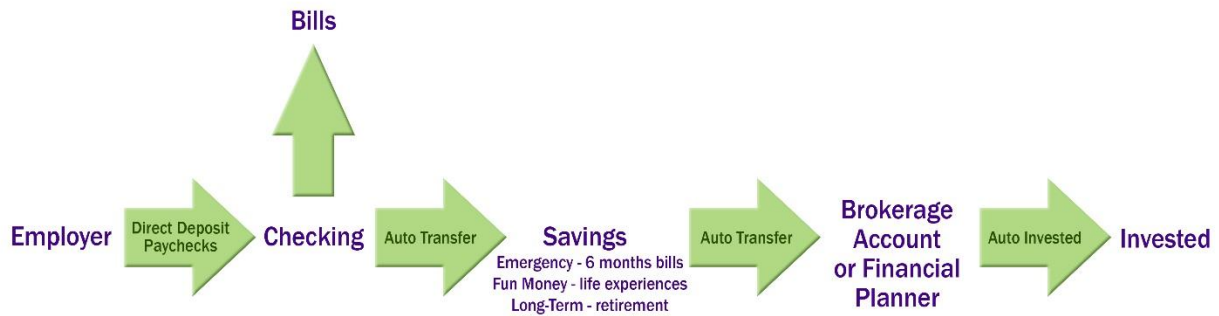 Bills
Employer
Direct Deposit
Paychecks
Checking
Auto Transfer
Savings
Emergency - 6 months bills
Fun Money - life experiences
Long-Term - retirement
Auto Transfer
Brokerage
Account
or Financial
Planner
Auto Invested
Invested